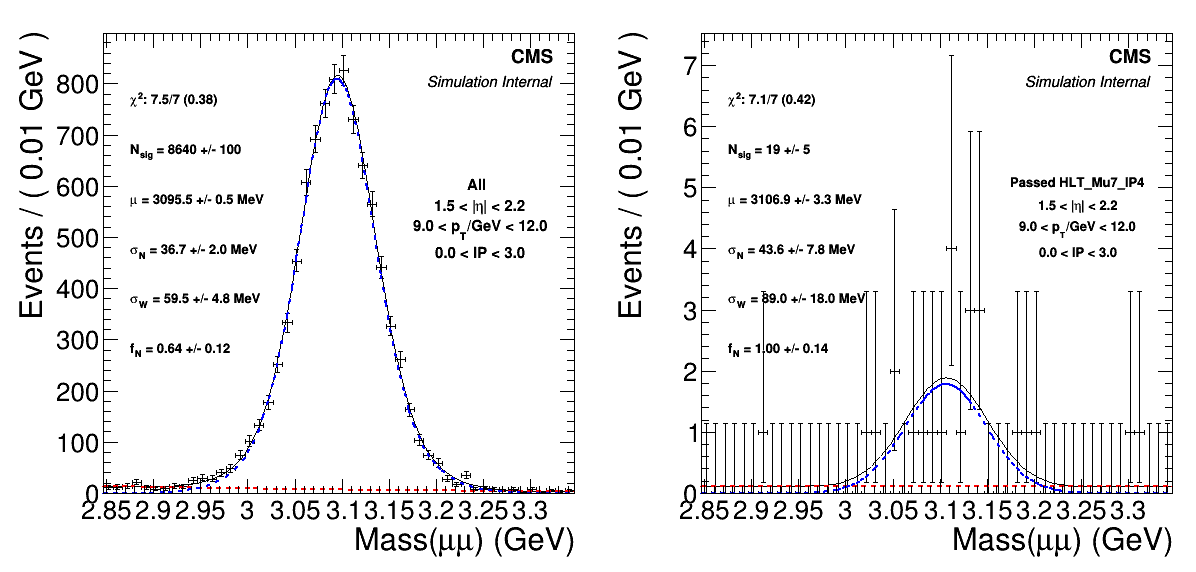 CMS
Simulation Internal
χ²: 7.5/7 (0.38)
N_sig = 8640 +/- 100
μ = 3095.5 +/- 0.5 MeV
σ_N = 36.7 +/- 2.0 MeV
σ_W = 59.5 +/- 4.8 MeV
f_N = 0.64 +/- 0.12
All
1.5 < |η| < 2.2
9.0 < p_T/GeV < 12.0
0.0 < IP < 3.0
Events / ( 0.01 GeV )
800
700
600
500
400
300
200
100
0
2.85 2.9 2.95 3 3.05 3.1 3.15 3.2 3.25 3.3
Mass(μμ) (GeV)
CMS
Simulation Internal
χ²: 7.1/7 (0.42)
N_sig = 19 +/- 5
μ = 3106.9 +/- 3.3 MeV
σ_N = 43.6 +/- 7.8 MeV
σ_W = 89.0 +/- 18.0 MeV
f_N = 1.00 +/- 0.14
Passed HLT_Mu7_IP4
1.5 < |η| < 2.2
9.0 < p_T/GeV < 12.0
0.0 < IP < 3.0
Events / ( 0.01 GeV )
7
6
5
4
3
2
1
0
2.85 2.9 2.95 3 3.05 3.1 3.15 3.2 3.25 3.3
Mass(μμ) (GeV)